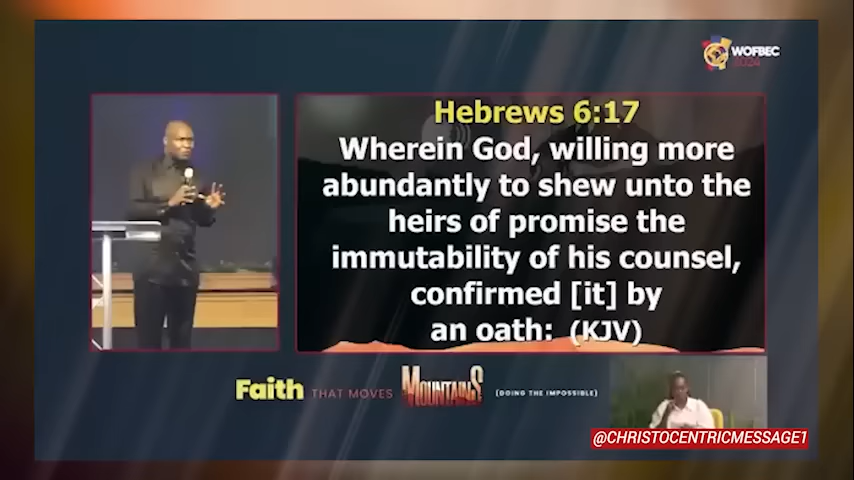 WOFBEC
2024
Hebrews 6:17
Wherein God, willing more
abundantly to shew unto the
heirs of promise the
immutability of his counsel,
confirmed [it] by
an oath: (KJV)
Faith THAT MOVES MOUNTAINS (DOING THE IMPOSSIBLE)
@CHRISTOCENTRICMESSAGE1